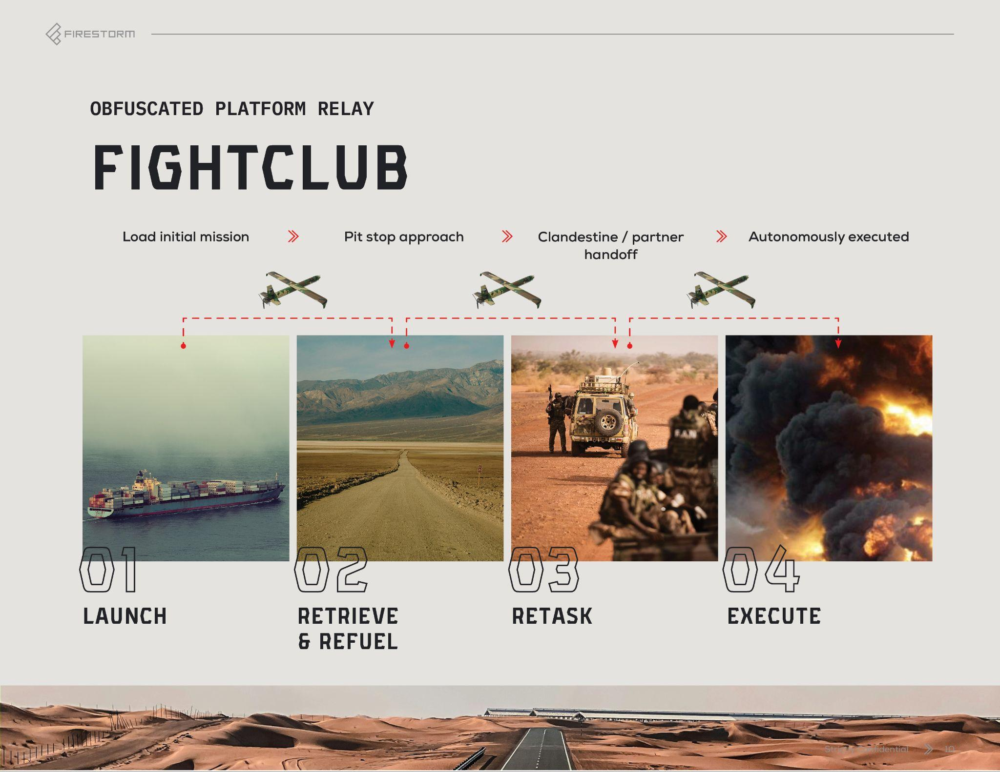 FIRESTORM
OBFUSCATED PLATFORM RELAY
FIGHTCLUB
Load initial mission
Pit stop approach
Clandestine / partner
handoff
Autonomously executed
F.A.N
01
LAUNCH
02
RETRIEVE
& REFUEL
03
RETASK
04
EXECUTE
Strictly Confidential
10